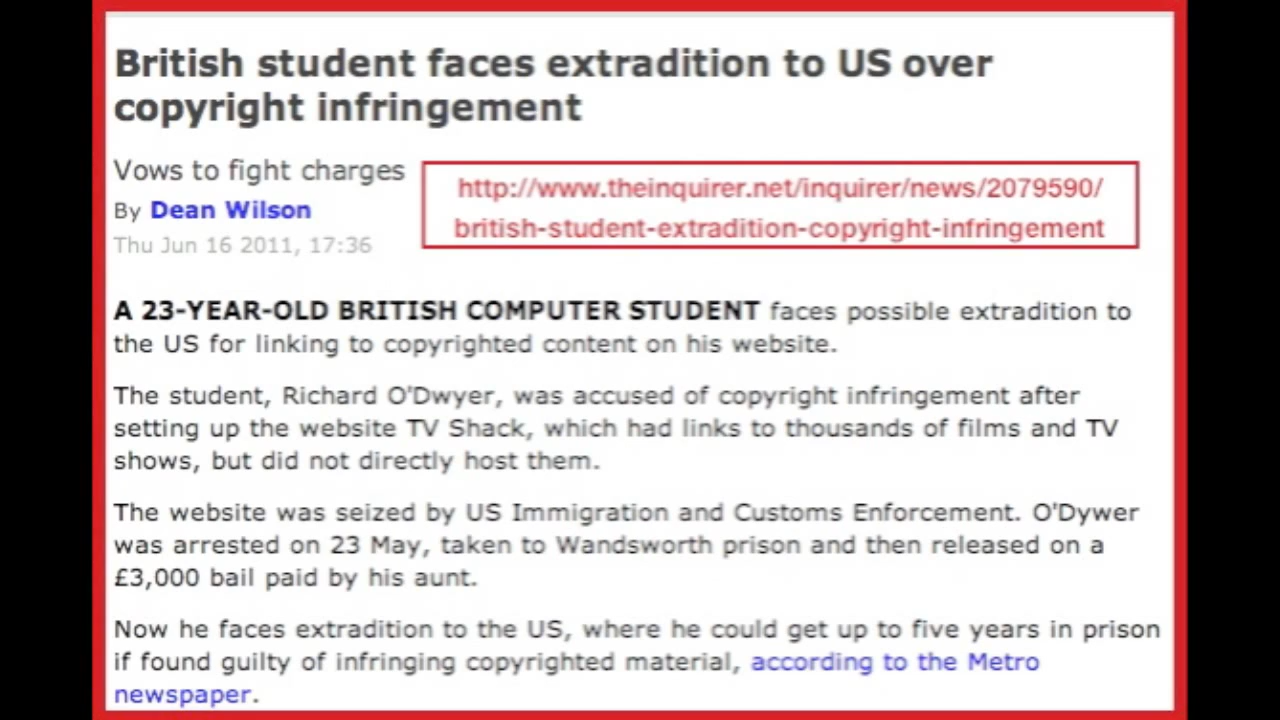 British student faces extradition to US over
copyright infringement
Vows to fight charges
By Dean Wilson
Thu Jun 16 2011, 17:36
http://www.theinquirer.net/inquirer/news/2079590/
british-student-extradition-copyright-infringement
A 23-YEAR-OLD BRITISH COMPUTER STUDENT faces possible extradition to
the US for linking to copyrighted content on his website.
The student, Richard O'Dwyer, was accused of copyright infringement after
setting up the website TV Shack, which had links to thousands of films and TV
shows, but did not directly host them.
The website was seized by US Immigration and Customs Enforcement. O'Dywer
was arrested on 23 May, taken to Wandsworth prison and then released on a
£3,000 bail paid by his aunt.
Now he faces extradition to the US, where he could get up to five years in prison
if found guilty of infringing copyrighted material, according to the Metro
newspaper.